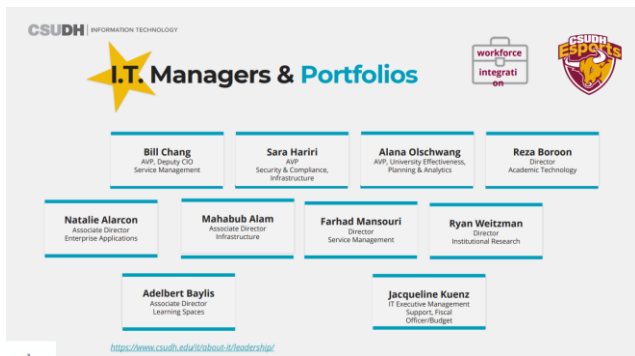 CSUDH INFORMATION TECHNOLOGY
I.T. Managers & Portfolios
workforce
integrati
on
CSUDH
Esports
Bill Chang
AVP, Deputy CIO
Service Management
Sara Hariri
AVP
Security & Compliance,
Infrastructure
Alana Olschwang
AVP, University Effectiveness,
Planning & Analytics
Reza Boroon
Director
Academic Technology
Natalie Alarcon
Associate Director
Enterprise Applications
Mahabub Alam
Associate Director
Infrastructure
Farhad Mansouri
Director
Service Management
Ryan Weitzman
Director
Institutional Research
Adelbert Baylis
Associate Director
Learning Spaces
Jacqueline Kuenz
IT Executive Management
Support, Fiscal
Officer/Budget
https://www.csudh.edu/it/about-it/leadership/